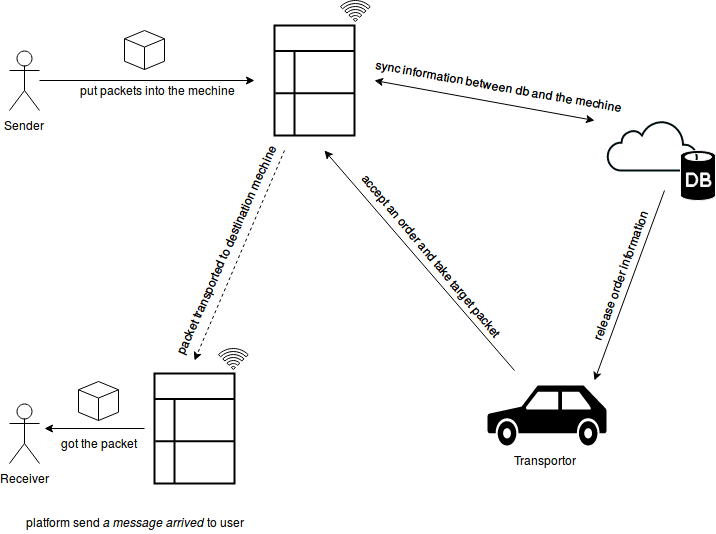 put packets into the mechine
Sender
sync information between db and the mechine
DB
packet transported to destination mechine
accept an order and take target packet
release order information
got the packet
Receiver
Transportor
platform send a message arrived to user